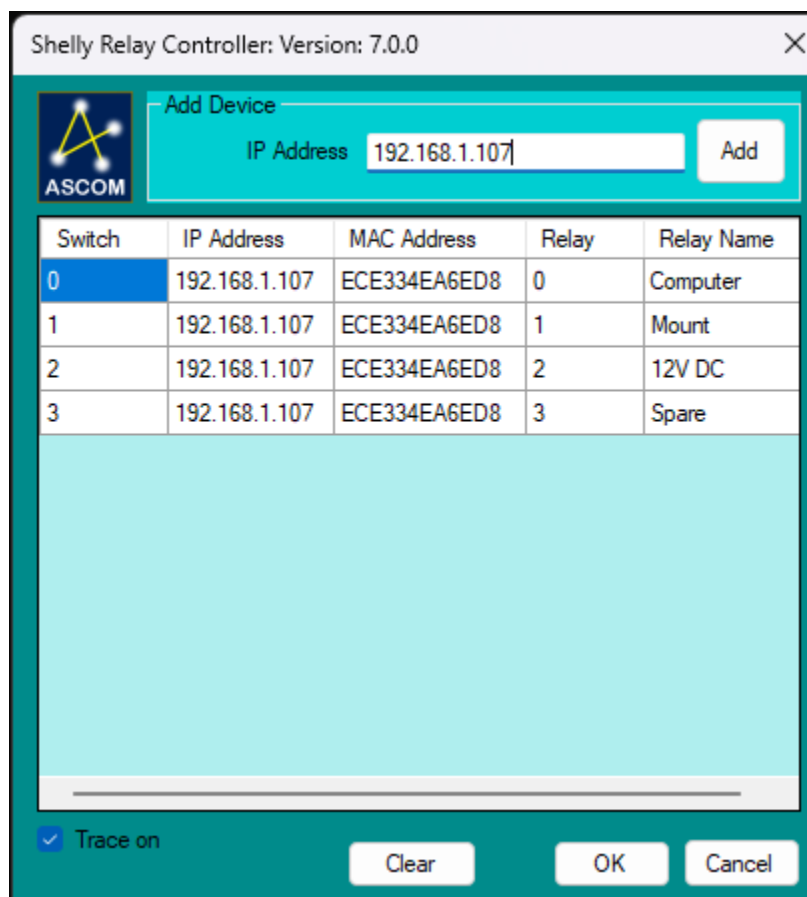 Shelly Relay Controller: Version: 7.0.0
ASCOM
Add Device
IP Address 192.168.1.107 Add
Switch IP Address MAC Address Relay Relay Name
0 192.168.1.107 ECE334EA6ED8 0 Computer
1 192.168.1.107 ECE334EA6ED8 1 Mount
2 192.168.1.107 ECE334EA6ED8 2 12V DC
3 192.168.1.107 ECE334EA6ED8 3 Spare
Trace on
Clear OK Cancel